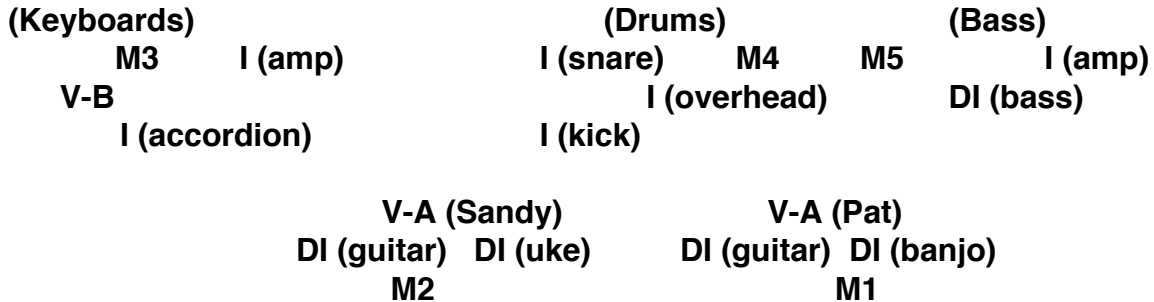 (Keyboards) (Drums) (Bass)
M3 I (amp) I (snare) M4 M5 I (amp)
V-B I (overhead) DI (bass)
I (accordion) I (kick)
V-A (Sandy) V-A (Pat)
DI (guitar) DI (uke) DI (guitar) DI (banjo)
M2 M1